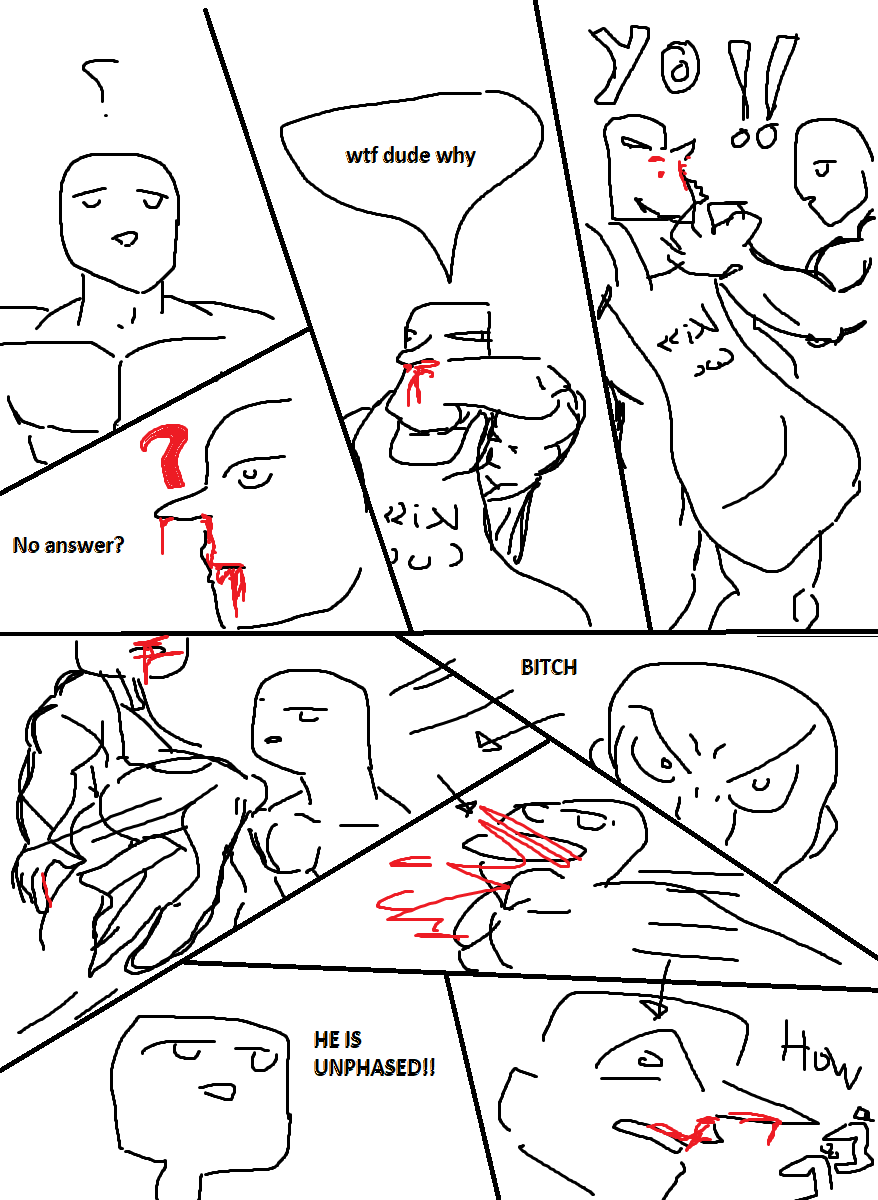 ?
wtf dude why
YO!!
?
No answer?
BITCH
HE IS
UNPHASED!!
HOW